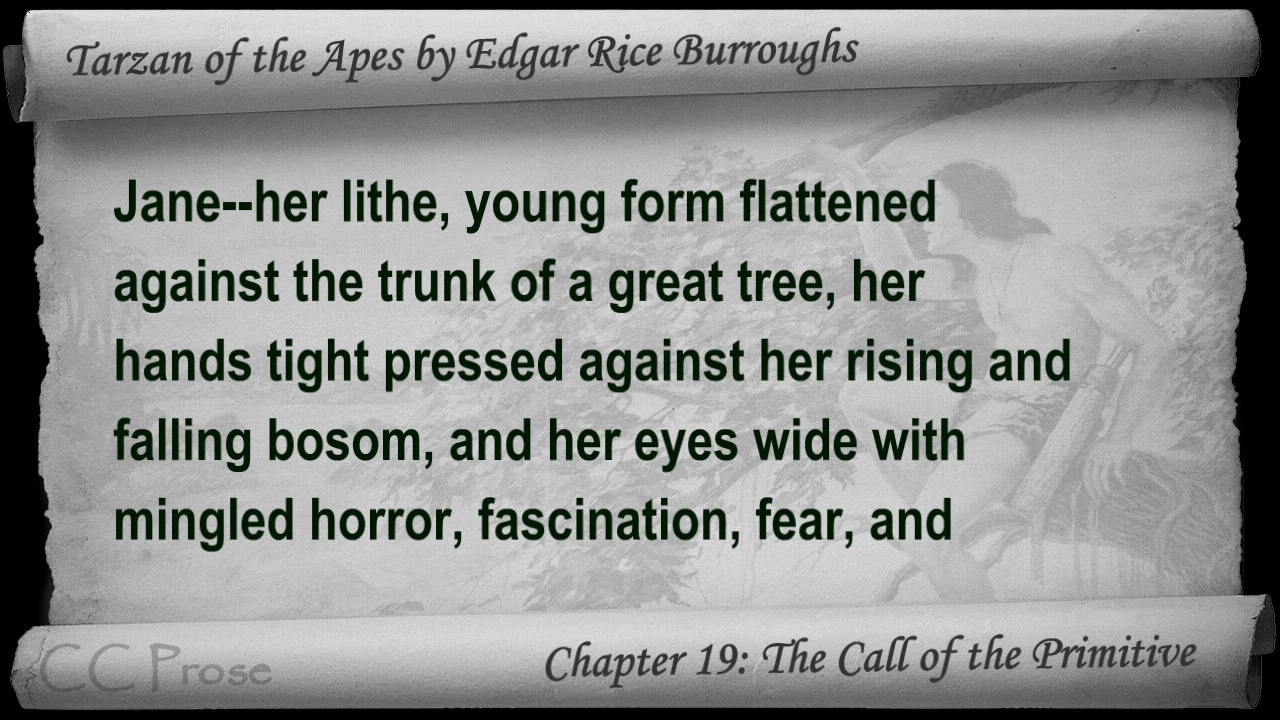 Tarzan of the Apes by Edgar Rice Burroughs
Jane--her lithe, young form flattened
against the trunk of a great tree, her
hands tight pressed against her rising and
falling bosom, and her eyes wide with
mingled horror, fascination, fear, and
CC Prose
Chapter 19: The Call of the Primitive